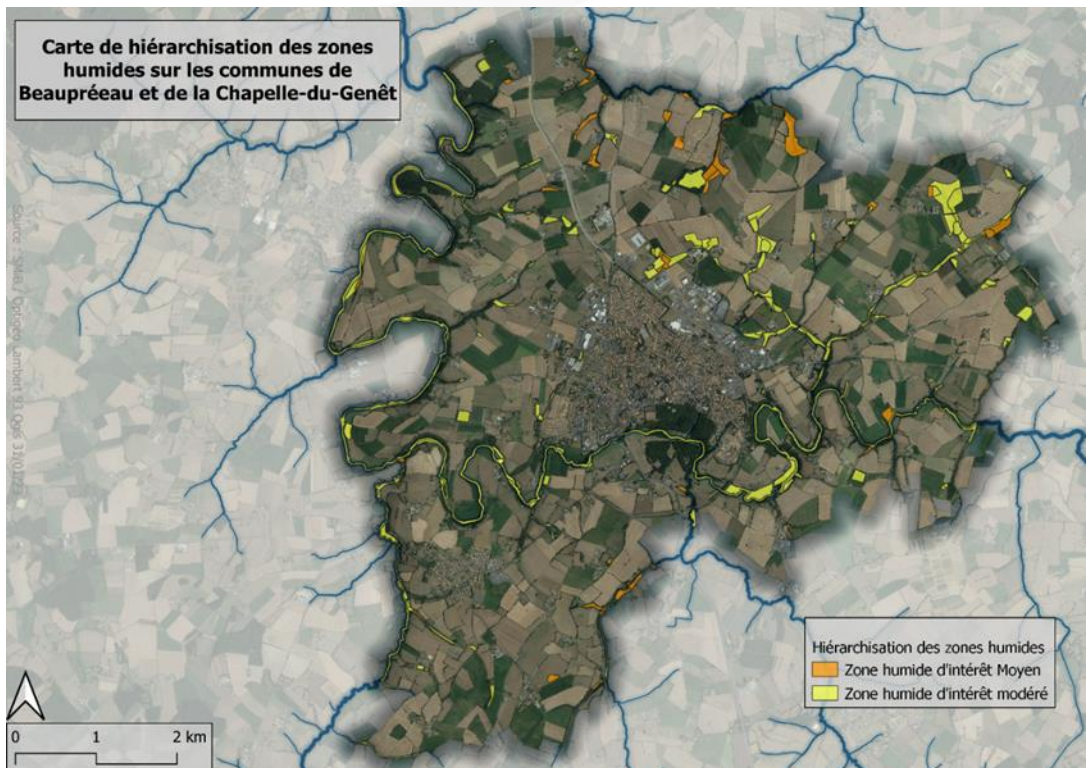 Carte de hiérarchisation des zones
humides sur les communes de
Beaupréeau et de la Chapelle-du-Genêt
Hiérarchisation des zones humides
Zone humide d'intérêt Moyen
Zone humide d'intérêt modéré
0 1 2 km